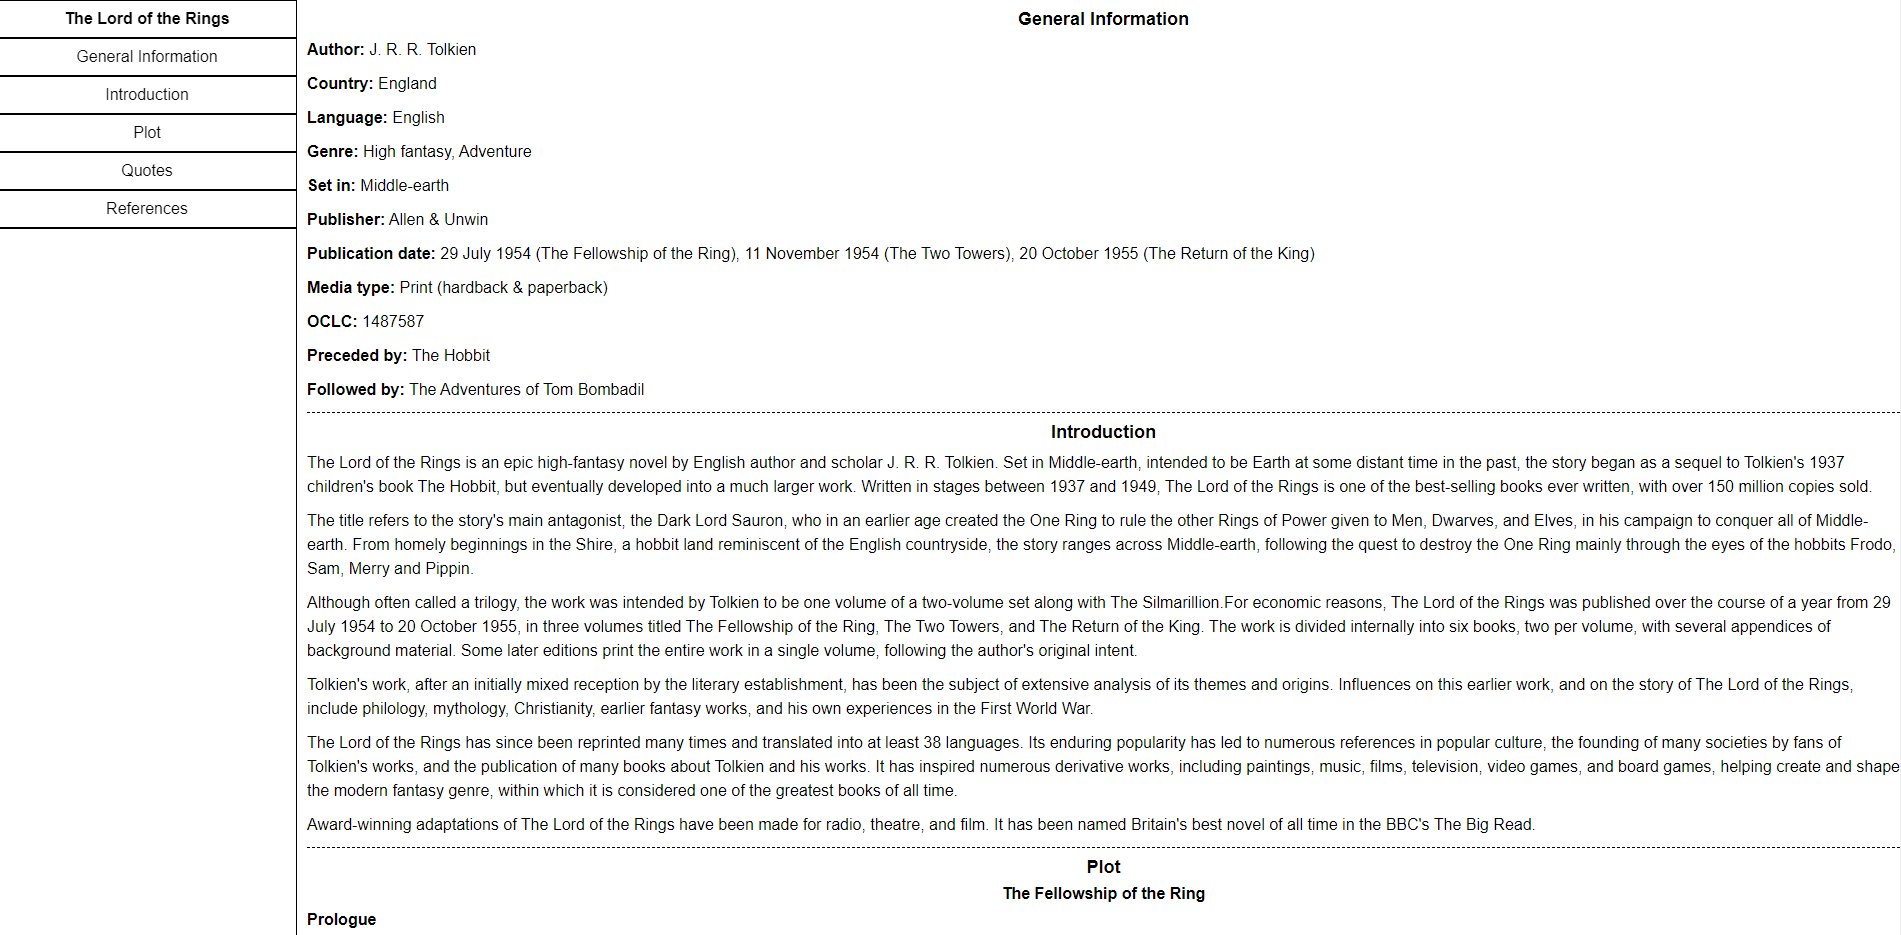 The Lord of the Rings
General Information
Introduction
Plot
Quotes
References
General Information
Author: J. R. R. Tolkien
Country: England
Language: English
Genre: High fantasy, Adventure
Set in: Middle-earth
Publisher: Allen & Unwin
Publication date: 29 July 1954 (The Fellowship of the Ring), 11 November 1954 (The Two Towers), 20 October 1955 (The Return of the King)
Media type: Print (hardback & paperback)
OCLC: 1487587
Preceded by: The Hobbit
Followed by: The Adventures of Tom Bombadil
Introduction
The Lord of the Rings is an epic high-fantasy novel by English author and scholar J. R. R. Tolkien. Set in Middle-earth, intended to be Earth at some distant time in the past, the story began as a sequel to Tolkien's 1937
children's book The Hobbit, but eventually developed into a much larger work. Written in stages between 1937 and 1949, The Lord of the Rings is one of the best-selling books ever written, with over 150 million copies sold.
The title refers to the story's main antagonist, the Dark Lord Sauron, who in an earlier age created the One Ring to rule the other Rings of Power given to Men, Dwarves, and Elves, in his campaign to conquer all of Middle-
earth. From homely beginnings in the Shire, a hobbit land reminiscent of the English countryside, the story ranges across Middle-earth, following the quest to destroy the One Ring mainly through the eyes of the hobbits Frodo,
Sam, Merry and Pippin.
Although often called a trilogy, the work was intended by Tolkien to be one volume of a two-volume set along with The Silmarillion.For economic reasons, The Lord of the Rings was published over the course of a year from 29
July 1954 to 20 October 1955, in three volumes titled The Fellowship of the Ring, The Two Towers, and The Return of the King. The work is divided internally into six books, two per volume, with several appendices of
background material. Some later editions print the entire work in a single volume, following the author's original intent.
Tolkien's work, after an initially mixed reception by the literary establishment, has been the subject of extensive analysis of its themes and origins. Influences on this earlier work, and on the story of The Lord of the Rings,
include philology, mythology, Christianity, earlier fantasy works, and his own experiences in the First World War.
The Lord of the Rings has since been reprinted many times and translated into at least 38 languages. Its enduring popularity has led to numerous references in popular culture, the founding of many societies by fans of
Tolkien's works, and the publication of many books about Tolkien and his works. It has inspired numerous derivative works, including paintings, music, films, television, video games, and board games, helping create and shape
the modern fantasy genre, within which it is considered one of the greatest books of all time.
Award-winning adaptations of The Lord of the Rings have been made for radio, theatre, and film. It has been named Britain's best novel of all time in the BBC's The Big Read.
Plot
The Fellowship of the Ring
Prologue